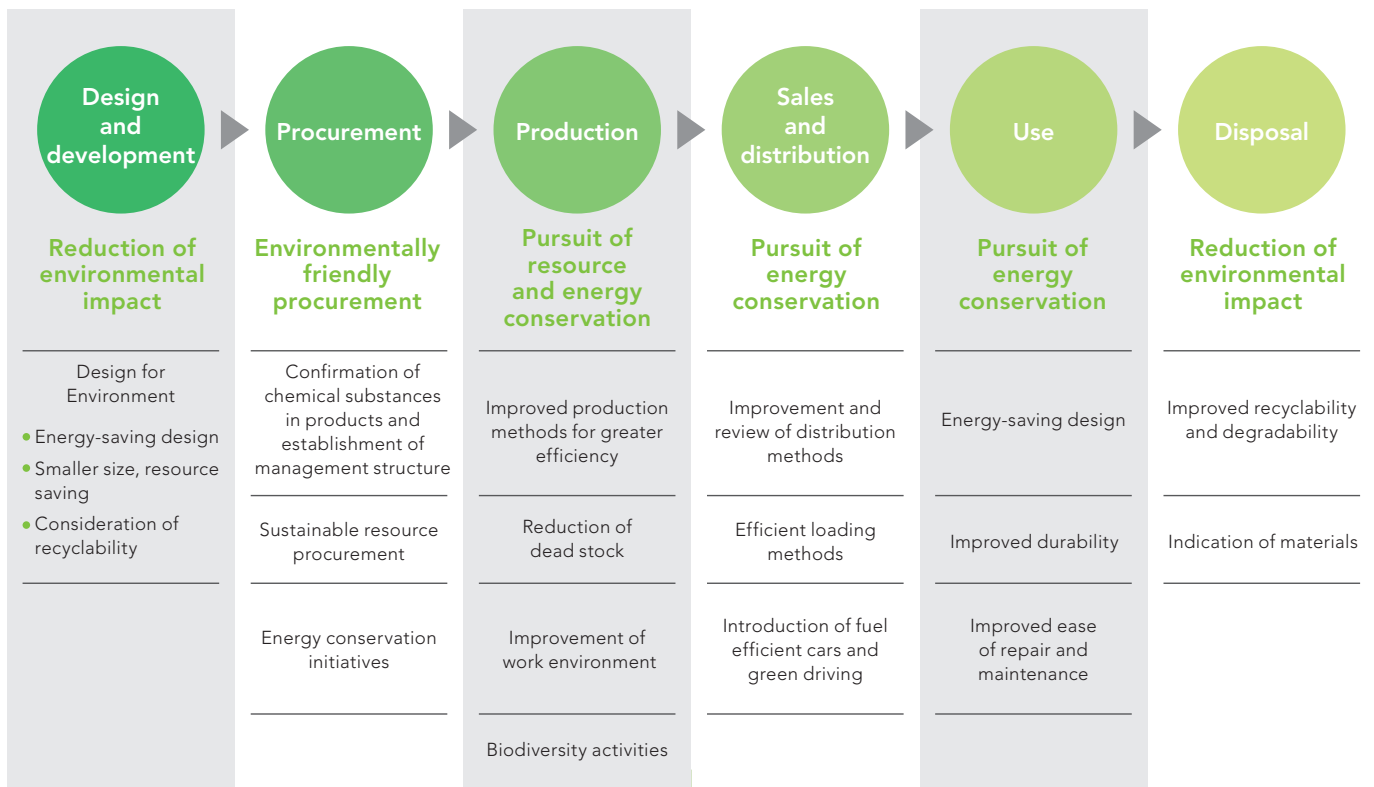 Design
and
development
Procurement
Production
Sales
and
distribution
Use
Disposal
Reduction of
environmental
impact
Environmentally
friendly
procurement
Pursuit of
resource
and energy
conservation
Pursuit of
energy
conservation
Pursuit of
energy
conservation
Reduction of
environmental
impact
Design for
Environment
• Energy-saving design
• Smaller size, resource
saving
• Consideration of
recyclability
Confirmation of
chemical substances
in products and
establishment of
management structure
Sustainable resource
procurement
Energy conservation
initiatives
Improved production
methods for greater
efficiency
Reduction of
dead stock
Improvement of
work environment
Biodiversity activities
Improvement and
review of distribution
methods
Efficient loading
methods
Introduction of fuel
efficient cars and
green driving
Energy-saving design
Improved durability
Improved ease
of repair and
maintenance
Improved recyclability
and degradability
Indication of materials